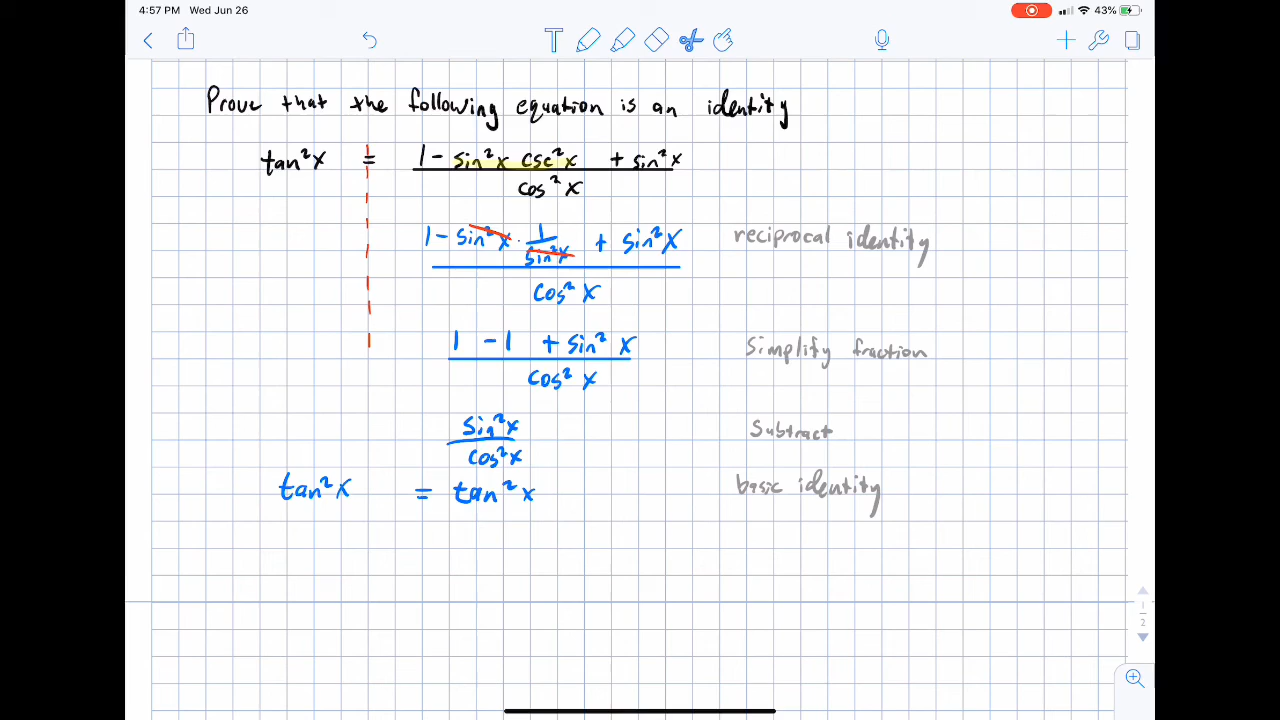 4:57 PM Wed Jun 26 43%
Prove that the following equation is an identity
tan²x = 1 - sin²x csc²x + sin²x
cos²x
1 - sin²x · 1 + sin²x reciprocal identity
sin²x
cos²x
1 - 1 + sin²x simplify fraction
cos²x
sin²x subtract
cos²x
tan²x = tan²x basic identity
1
2